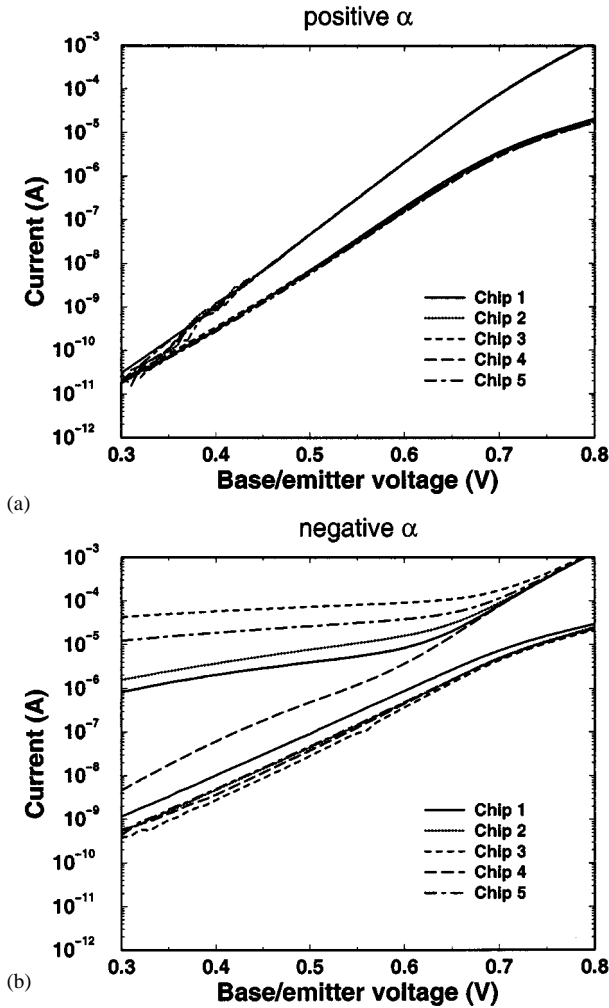 positive α
10⁻³
10⁻⁴
10⁻⁵
10⁻⁶
10⁻⁷
10⁻⁸
10⁻⁹
10⁻¹⁰
10⁻¹¹
10⁻¹²
Current (A)
Chip 1
Chip 2
Chip 3
Chip 4
Chip 5
0.3 0.4 0.5 0.6 0.7 0.8
Base/emitter voltage (V)
(a)
negative α
10⁻³
10⁻⁴
10⁻⁵
10⁻⁶
10⁻⁷
10⁻⁸
10⁻⁹
10⁻¹⁰
10⁻¹¹
10⁻¹²
Current (A)
Chip 1
Chip 2
Chip 3
Chip 4
Chip 5
0.3 0.4 0.5 0.6 0.7 0.8
Base/emitter voltage (V)
(b)